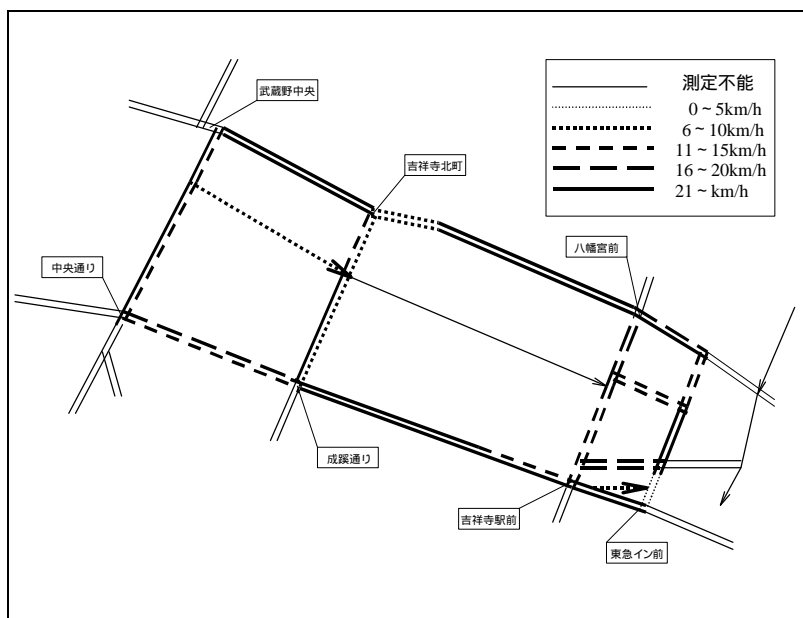 武蔵野中央
測定不能
0～5km/h
6～10km/h
11～15km/h
16～20km/h
21～km/h
吉祥寺北町
八幡宮前
中央通り
成蹊通り
吉祥寺駅前
東急イン前